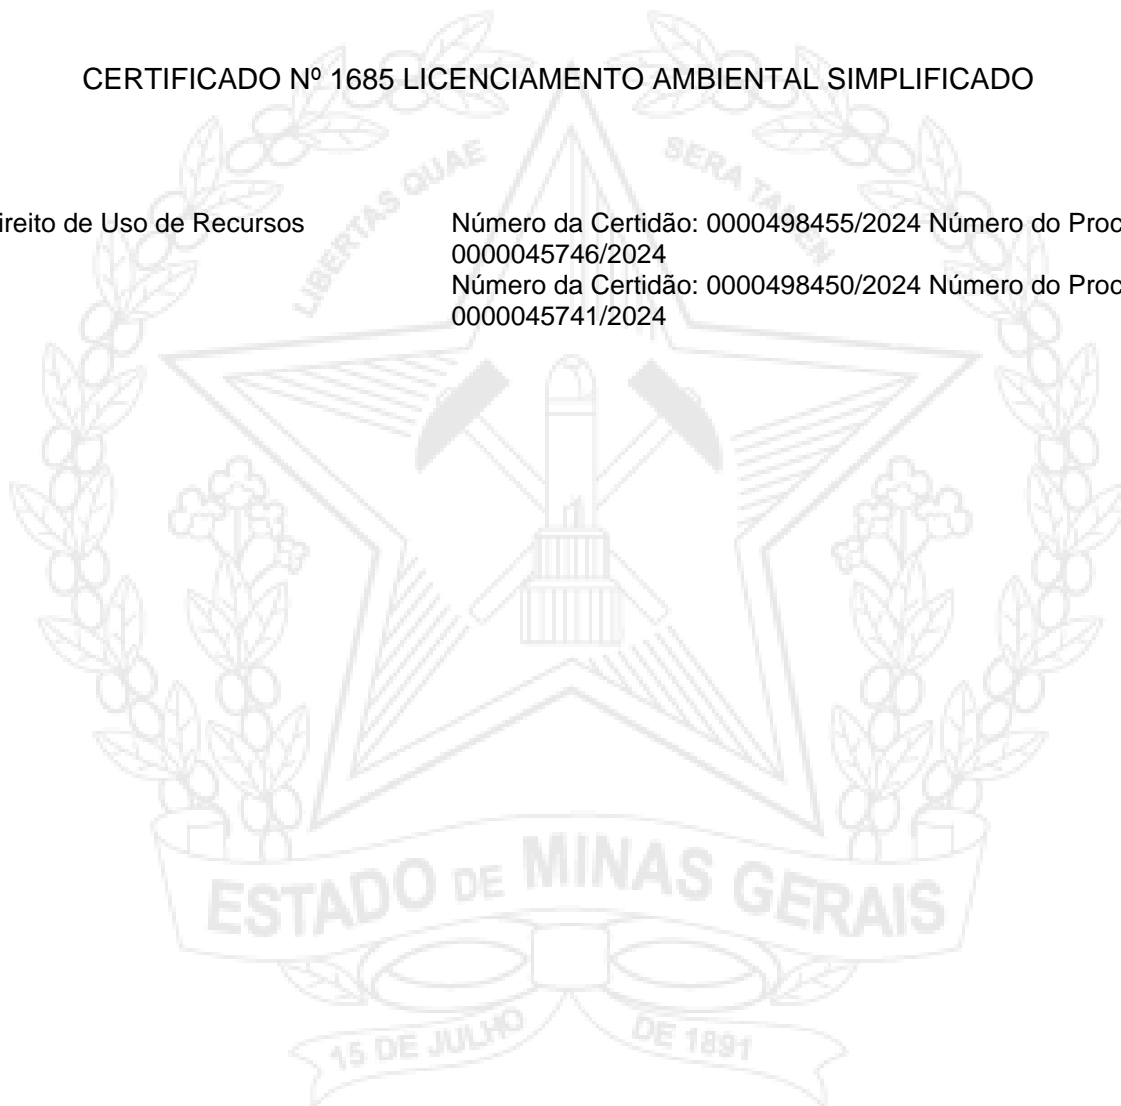 CERTIFICADO Nº 1685 LICENCIAMENTO AMBIENTAL SIMPLIFICADO
ireito de Uso de Recursos
Número da Certidão: 0000498455/2024 Número do Proc
0000045746/2024
Número da Certidão: 0000498450/2024 Número do Proc
0000045741/2024
LIBERTAS QUAE SERA TAMEN
ESTADO DE MINAS GERAIS
15 DE JULHO DE 1891